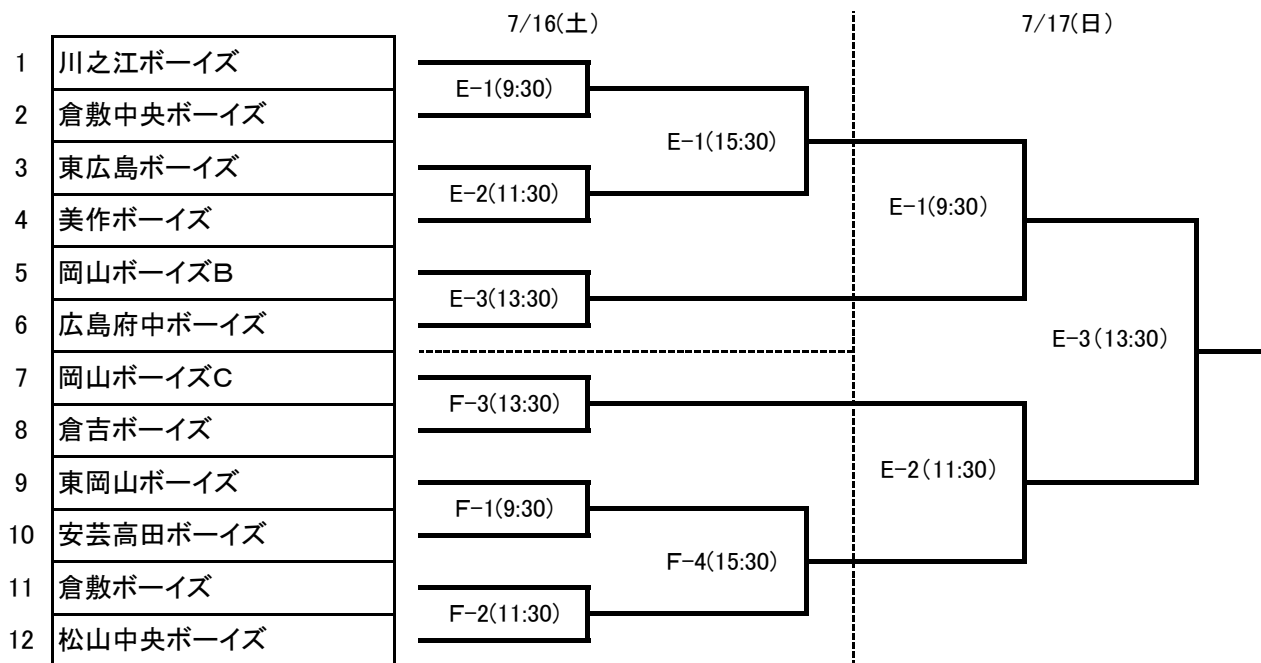 7/16(土) 7/17(日)
1 川之江ボーイズ
2 倉敷中央ボーイズ
3 東広島ボーイズ
4 美作ボーイズ
5 岡山ボーイズB
6 広島府中ボーイズ
7 岡山ボーイズC
8 倉吉ボーイズ
9 東岡山ボーイズ
10 安芸高田ボーイズ
11 倉敷ボーイズ
12 松山中央ボーイズ
E-1(9:30)
E-2(11:30)
E-3(13:30)
F-3(13:30)
F-1(9:30)
F-2(11:30)
E-1(15:30)
F-4(15:30)
E-1(9:30)
E-2(11:30)
E-3(13:30)